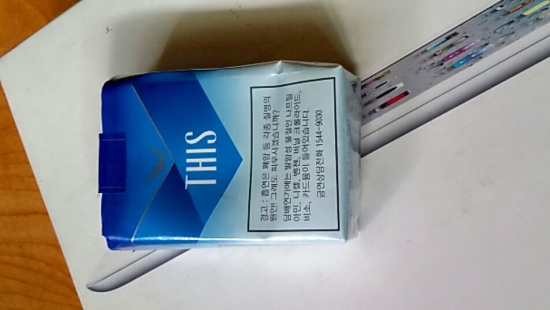 THIS
경고 : 흡연은 폐암 등 각종 질병의
원인! 그래도 피우시겠습니까?
담배연기에는 발암성 물질인 나프틸
아민, 니켈, 벤젠, 비닐 크롤라이드,
비소, 카드뮴이 들어있습니다.
금연상담전화 1544-9030